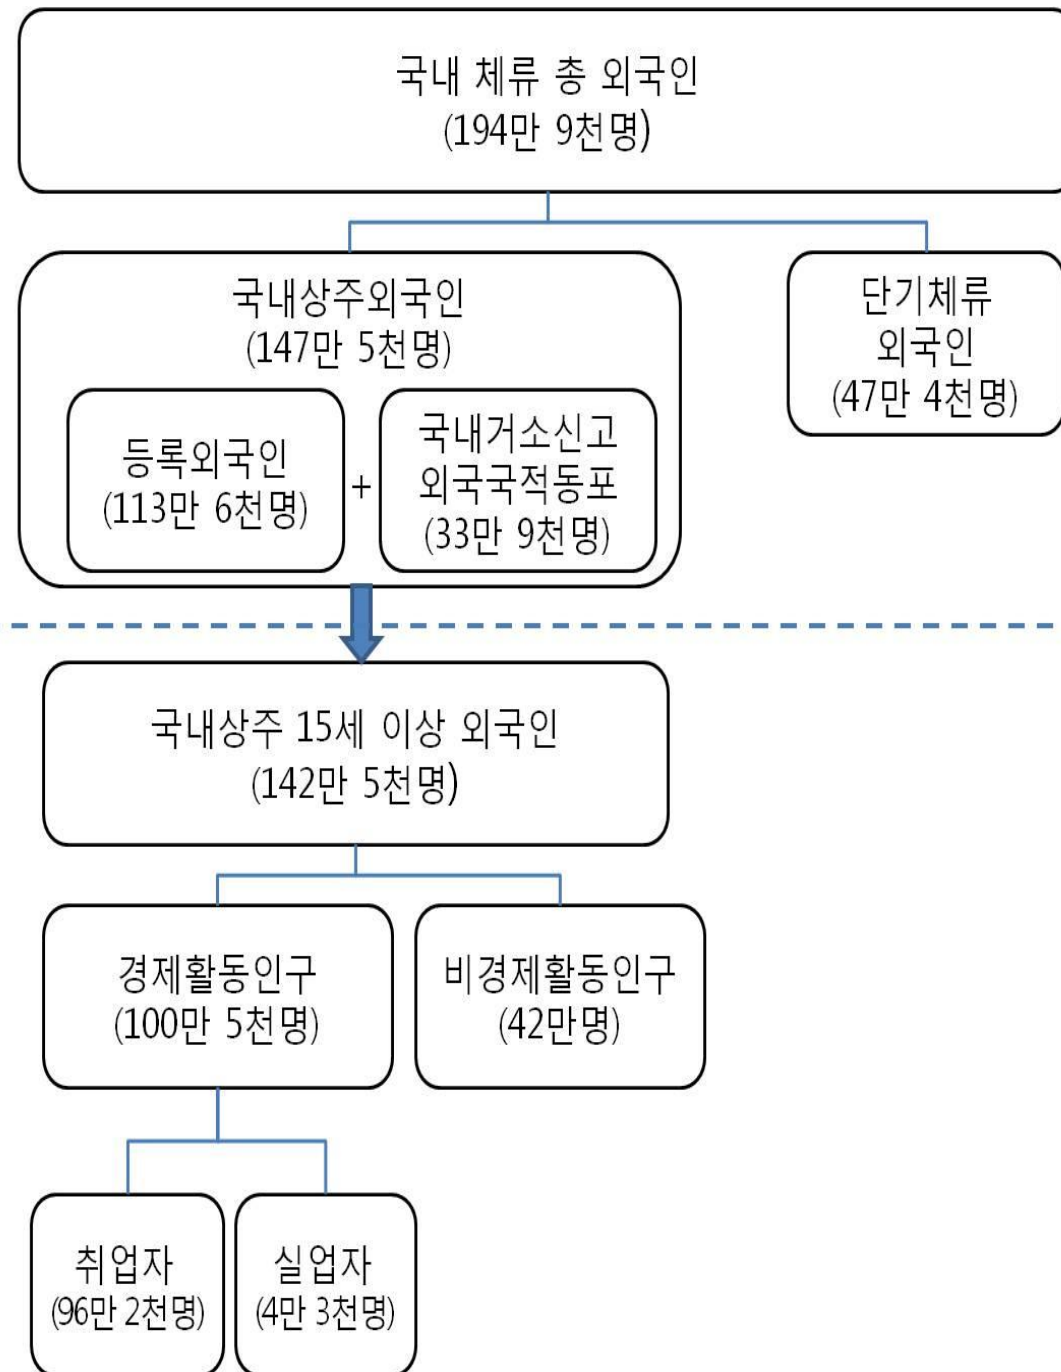 국내 체류 총 외국인
(194만 9천명)
국내상주외국인
(147만 5천명)
등록외국인
(113만 6천명)
+
국내거소신고
외국국적동포
(33만 9천명)
단기체류
외국인
(47만 4천명)
국내상주 15세 이상 외국인
(142만 5천명)
경제활동인구
(100만 5천명)
비경제활동인구
(42만명)
취업자
(96만 2천명)
실업자
(4만 3천명)